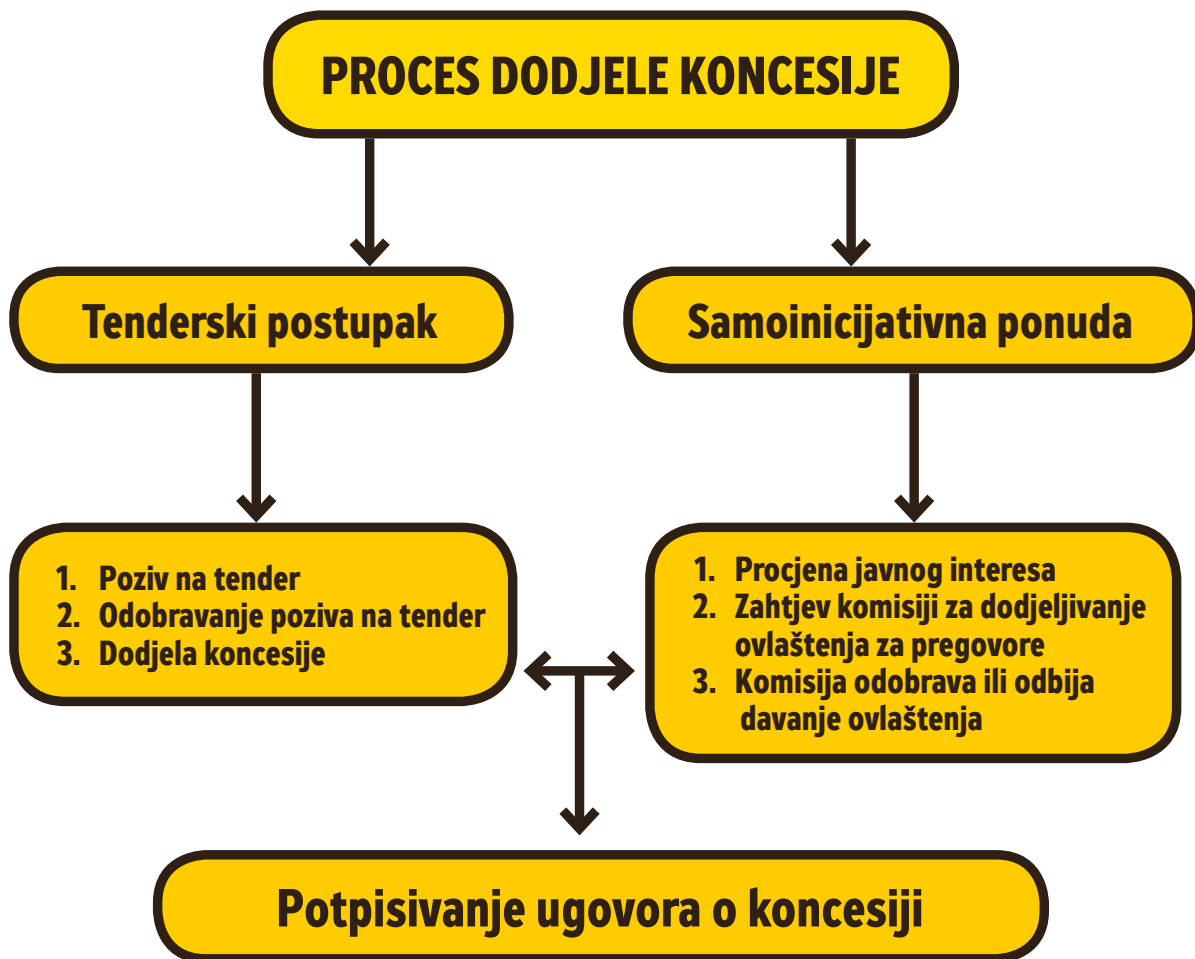 PROCES DODJELE KONCESIJE
Tenderski postupak
Samoinicijativna ponuda
1. Poziv na tender
2. Odobravanje poziva na tender
3. Dodjela koncesije
1. Procjena javnog interesa
2. Zahtjev komisiji za dodjeljivanje
ovlaštenja za pregovore
3. Komisija odobrava ili odbija
davanje ovlaštenja
Potpisivanje ugovora o koncesiji